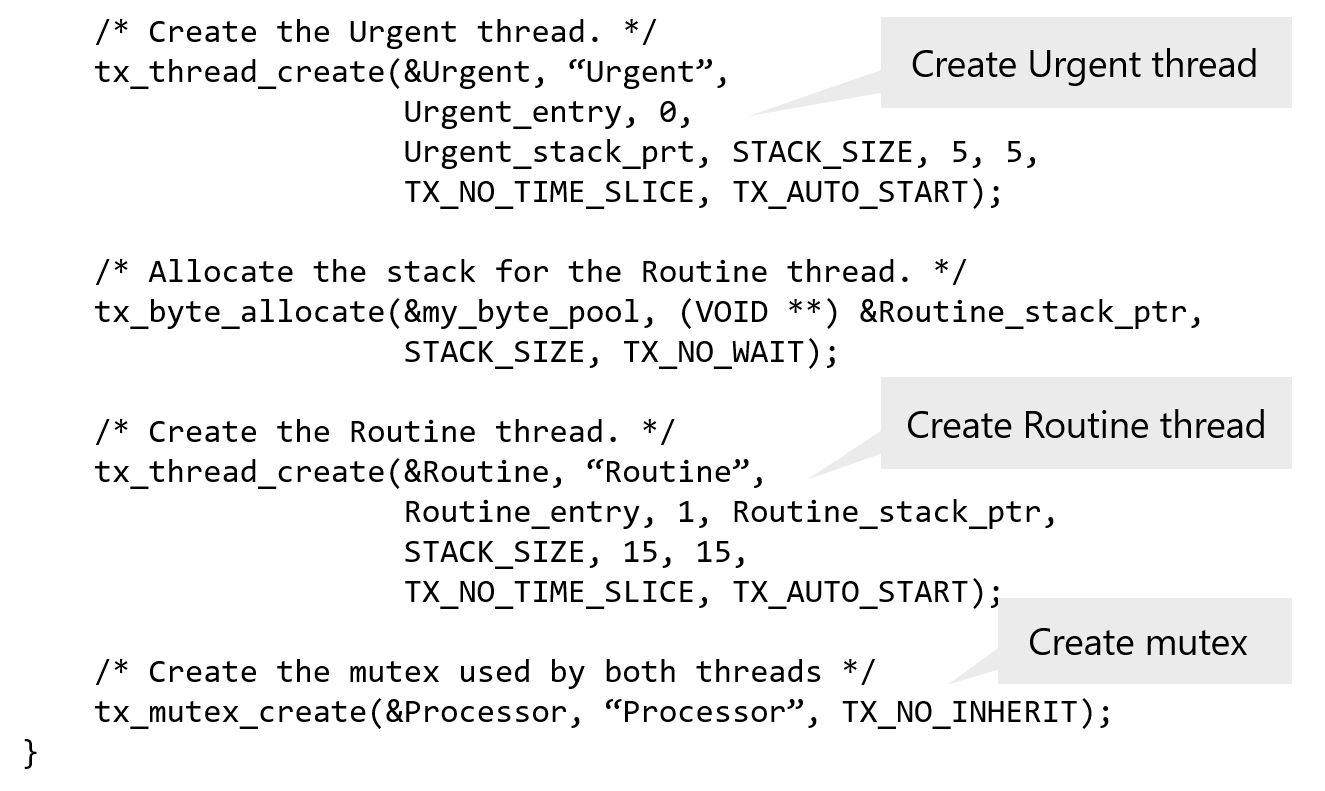 /* Create the Urgent thread. */
Create Urgent thread
tx_thread_create(&Urgent, “Urgent”,
Urgent_entry, 0,
Urgent_stack_prt, STACK_SIZE, 5, 5,
TX_NO_TIME_SLICE, TX_AUTO_START);
/* Allocate the stack for the Routine thread. */
tx_byte_allocate(&my_byte_pool, (VOID **) &Routine_stack_ptr,
STACK_SIZE, TX_NO_WAIT);
/* Create the Routine thread. */
Create Routine thread
tx_thread_create(&Routine, “Routine”,
Routine_entry, 1, Routine_stack_ptr,
STACK_SIZE, 15, 15,
TX_NO_TIME_SLICE, TX_AUTO_START);
Create mutex
/* Create the mutex used by both threads */
tx_mutex_create(&Processor, “Processor”, TX_NO_INHERIT);
}